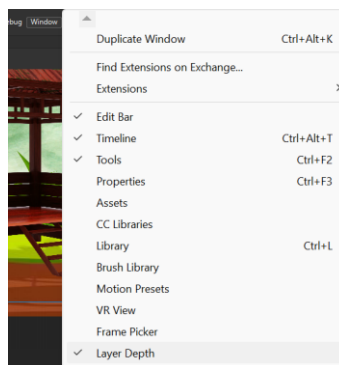 bug Window
Duplicate Window Ctrl+Alt+K
Find Extensions on Exchange...
Extensions
Edit Bar
Timeline Ctrl+Alt+T
Tools Ctrl+F2
Properties Ctrl+F3
Assets
CC Libraries
Library Ctrl+L
Brush Library
Motion Presets
VR View
Frame Picker
Layer Depth